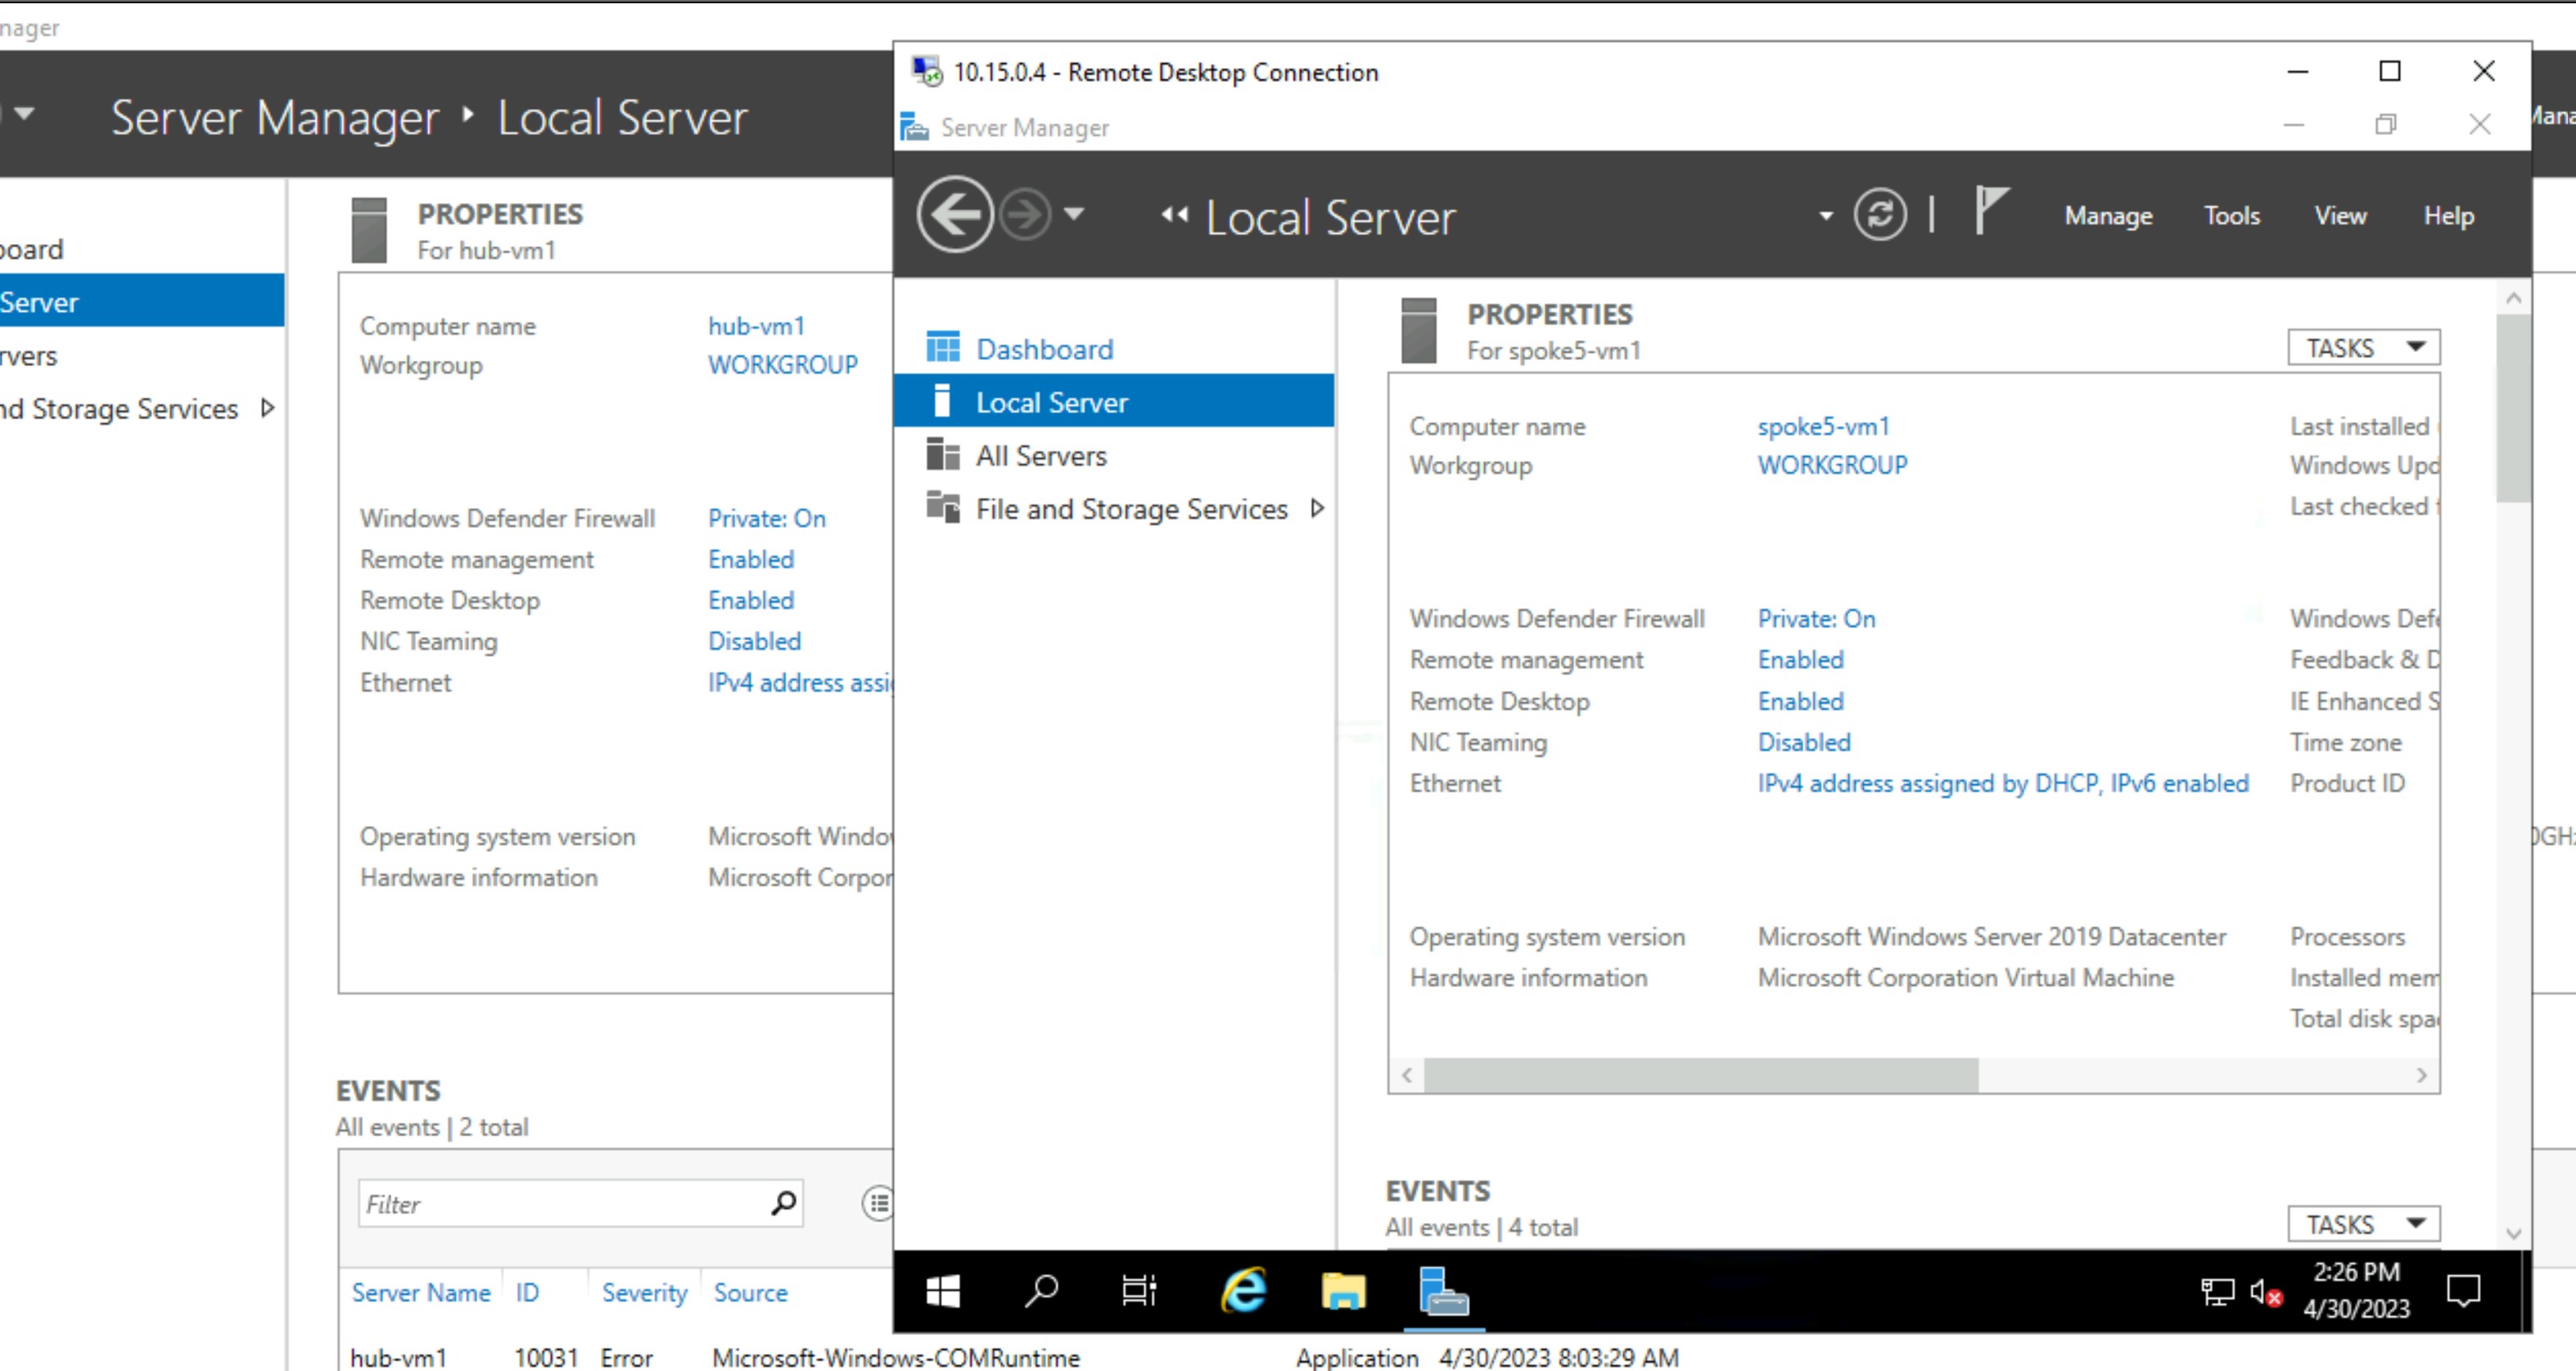 nager
Server Manager
Local Server
board
Server
rvers
nd Storage Services
PROPERTIES
For hub-vm1
Computer name hub-vm1
Workgroup WORKGROUP
Windows Defender Firewall Private: On
Remote management Enabled
Remote Desktop Enabled
NIC Teaming Disabled
Ethernet IPv4 address assi
Operating system version Microsoft Windo
Hardware information Microsoft Corpor
EVENTS
All events | 2 total
Filter
Server Name ID Severity Source
hub-vm1 10031 Error Microsoft-Windows-COMRuntime Application 4/30/2023 8:03:29 AM
10.15.0.4 - Remote Desktop Connection
Server Manager
Local Server
Manage Tools View Help
Dashboard
Local Server
All Servers
File and Storage Services
PROPERTIES
For spoke5-vm1
TASKS
Computer name spoke5-vm1 Last installed
Workgroup WORKGROUP Windows Upd
Last checked
Windows Defender Firewall Private: On Windows Defe
Remote management Enabled Feedback & D
Remote Desktop Enabled IE Enhanced S
NIC Teaming Disabled Time zone
Ethernet IPv4 address assigned by DHCP, IPv6 enabled Product ID
Operating system version Microsoft Windows Server 2019 Datacenter Processors
Hardware information Microsoft Corporation Virtual Machine Installed mem
Total disk spa
EVENTS
All events | 4 total
TASKS
2:26 PM
4/30/2023
Mana
0GHz